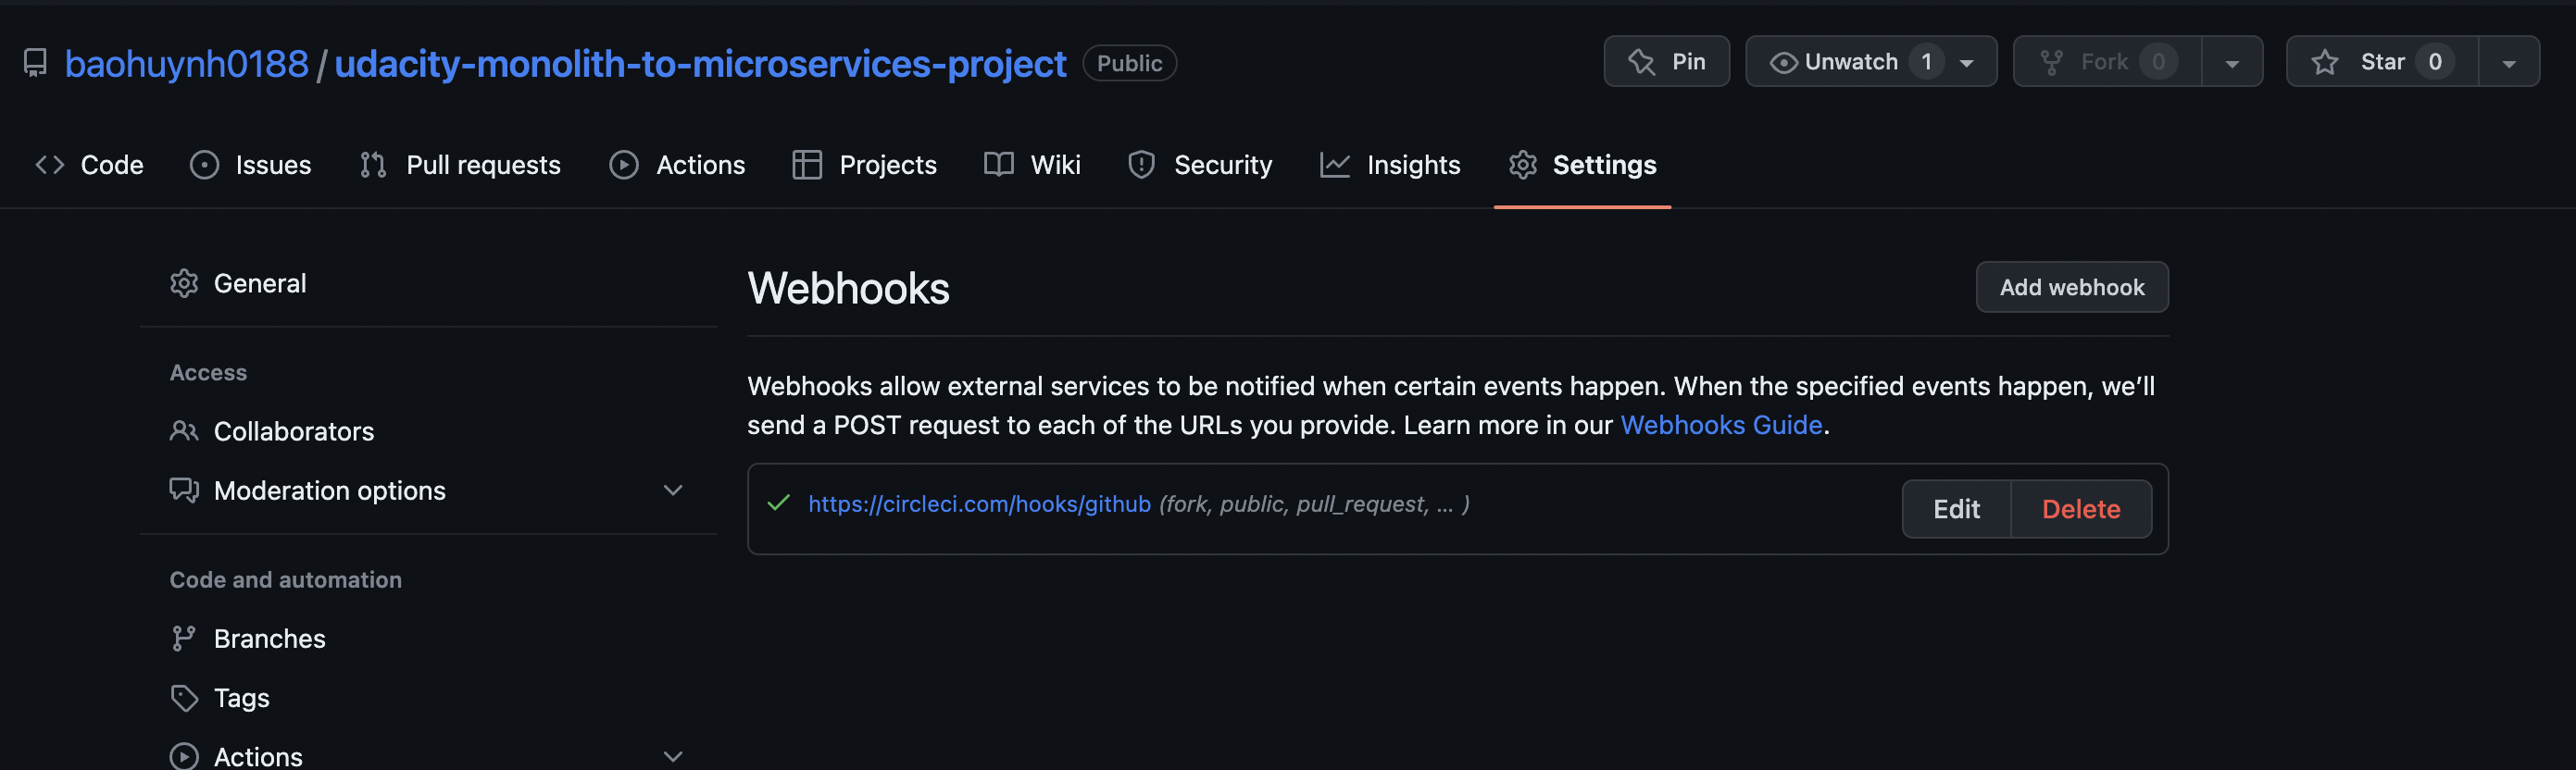 baohuynh0188 / udacity-monolith-to-microservices-project Public
Pin Unwatch 1 Fork 0 Star 0
Code Issues Pull requests Actions Projects Wiki Security Insights Settings
General
Access
Collaborators
Moderation options
Code and automation
Branches
Tags
Actions
Webhooks
Add webhook
Webhooks allow external services to be notified when certain events happen. When the specified events happen, we’ll
send a POST request to each of the URLs you provide. Learn more in our Webhooks Guide.
https://circleci.com/hooks/github (fork, public, pull_request, ... )
Edit Delete